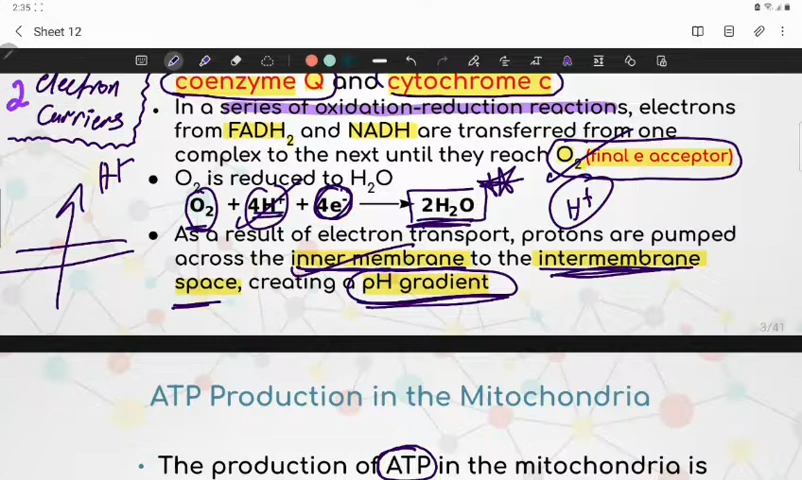 2:35
Sheet 12
2 electron
Carriers
coenzyme Q and cytochrome c
• In a series of oxidation-reduction reactions, electrons
from FADH₂ and NADH are transferred from one
complex to the next until they reach O₂ (final e acceptor)
• O₂ is reduced to H₂O
O₂ + 4H⁺ + 4e⁻ → 2H₂O
H⁺
• As a result of electron transport, protons are pumped
across the inner membrane to the intermembrane
space, creating a pH gradient
3/41
ATP Production in the Mitochondria
• The production of ATP in the mitochondria is